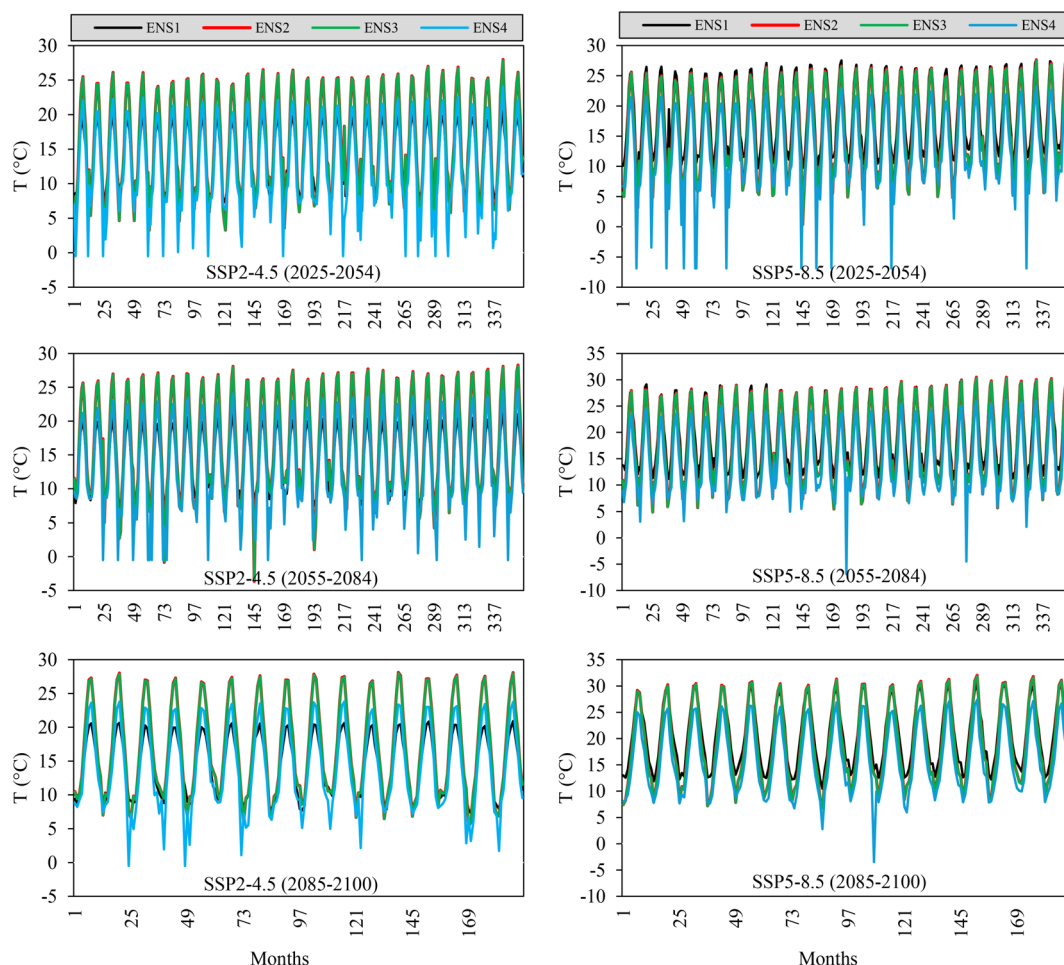 ENS1 ENS2 ENS3 ENS4
ENS1 ENS2 ENS3 ENS4
30
25
20
15
10
5
0
-5
T (°C)
SSP2-4.5 (2025-2054)
1 25 49 73 97 121 145 169 193 217 241 265 289 313 337
30
25
20
15
10
5
0
-5
-10
T (°C)
SSP5-8.5 (2025-2054)
1 25 49 73 97 121 145 169 193 217 241 265 289 313 337
30
25
20
15
10
5
0
-5
T (°C)
SSP2-4.5 (2055-2084)
1 25 49 73 97 121 145 169 193 217 241 265 289 313 337
35
30
25
20
15
10
5
0
-5
-10
T (°C)
SSP5-8.5 (2055-2084)
1 25 49 73 97 121 145 169 193 217 241 265 289 313 337
30
25
20
15
10
5
0
-5
T (°C)
SSP2-4.5 (2085-2100)
1 25 49 73 97 121 145 169
Months
35
30
25
20
15
10
5
0
-5
-10
T (°C)
SSP5-8.5 (2085-2100)
1 25 49 73 97 121 145 169
Months